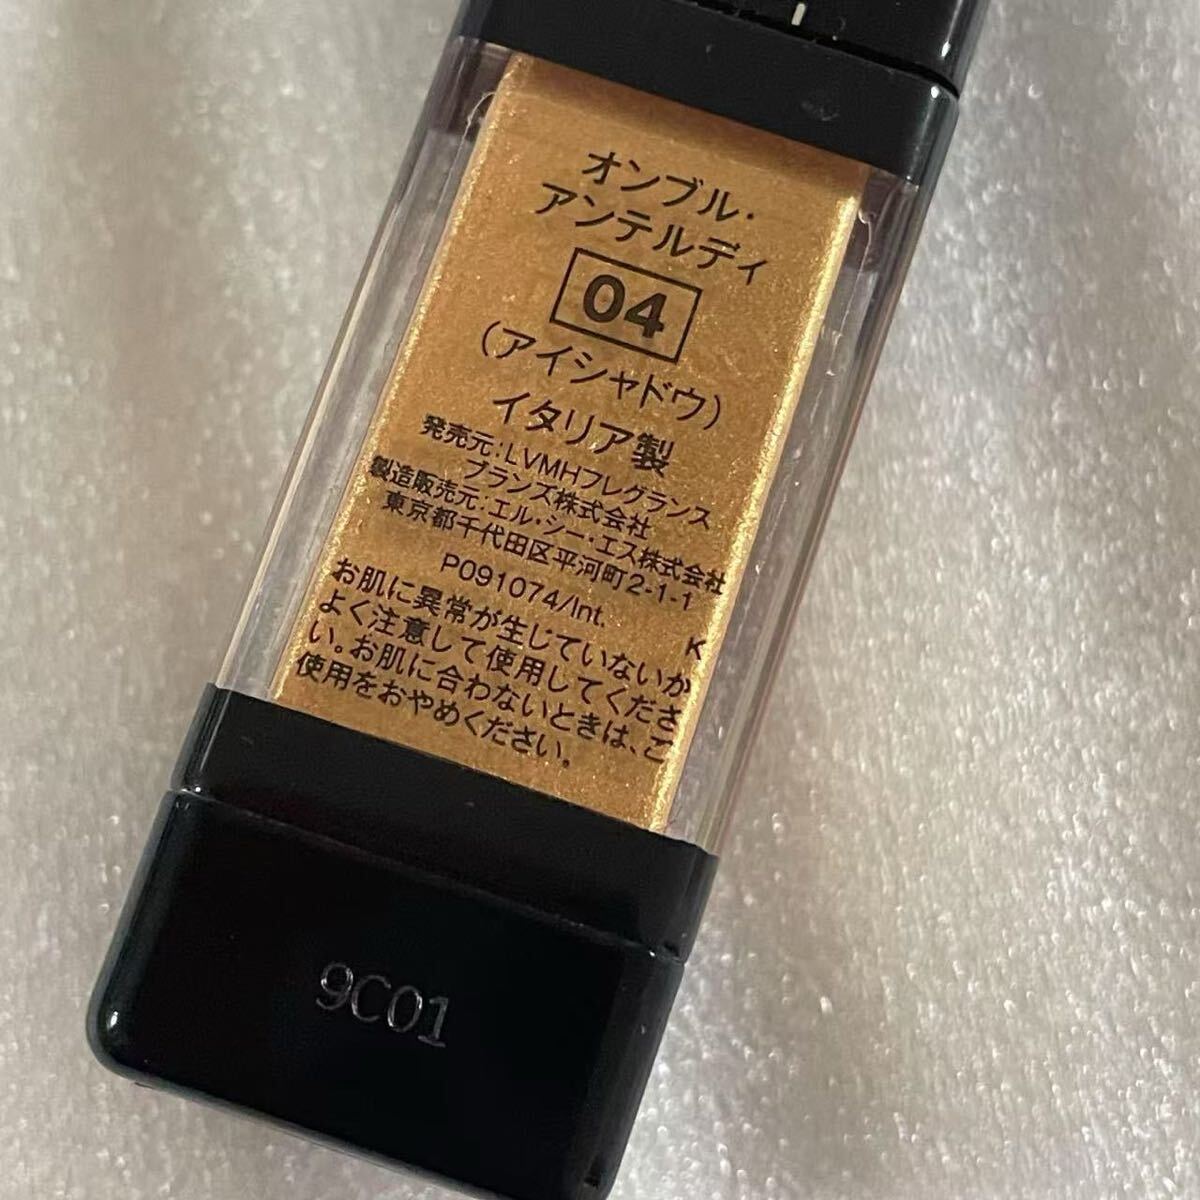 オンブル・
アンテルディ
04
(アイシャドウ)
イタリア製
発売元:LVMHフレグランス
ブランズ株式会社
製造販売元:エル・シー・エス株式会社
東京都千代田区平河町2-1-1
P091074/Int. K
お肌に異常が生じていないか
よく注意して使用してくださ
い。お肌に合わないときは、ご
使用をおやめください。
9C01